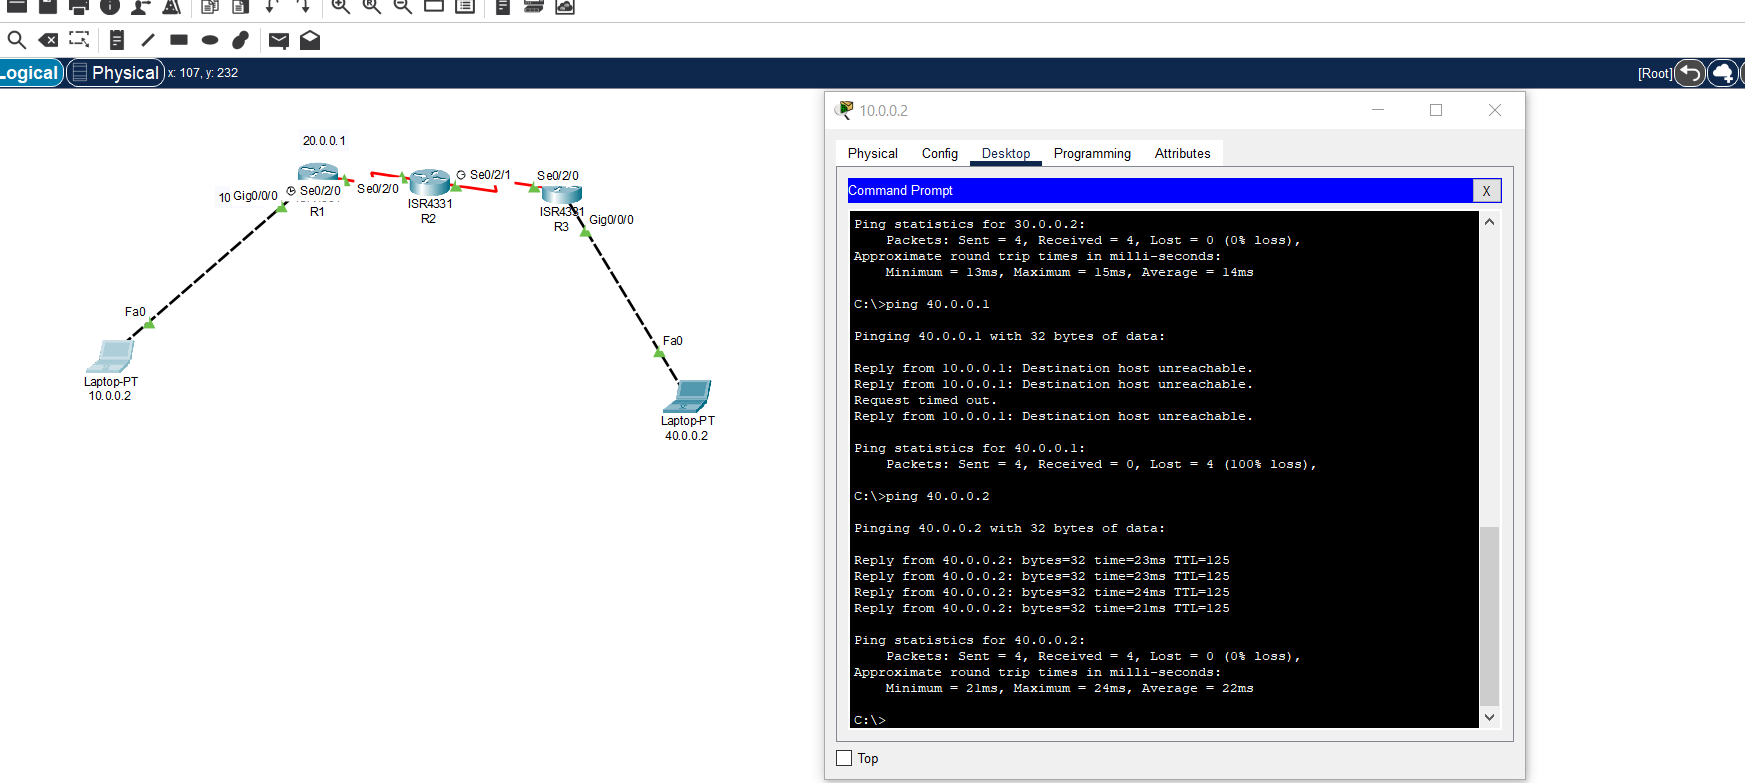 Logical
Physical
x: 107, y: 232
[Root]
20.0.0.1
10
Gig0/0/0
Se0/2/0
R1
Se0/2/0
ISR4331
R2
Se0/2/1
Se0/2/0
ISR4331
R3
Gig0/0/0
Fa0
Laptop-PT
10.0.0.2
Fa0
Laptop-PT
40.0.0.2
10.0.0.2
Physical Config Desktop Programming Attributes
Command Prompt
X
Ping statistics for 30.0.0.2:
Packets: Sent = 4, Received = 4, Lost = 0 (0% loss),
Approximate round trip times in milli-seconds:
Minimum = 13ms, Maximum = 15ms, Average = 14ms
C:\>ping 40.0.0.1
Pinging 40.0.0.1 with 32 bytes of data:
Reply from 10.0.0.1: Destination host unreachable.
Reply from 10.0.0.1: Destination host unreachable.
Request timed out.
Reply from 10.0.0.1: Destination host unreachable.
Ping statistics for 40.0.0.1:
Packets: Sent = 4, Received = 0, Lost = 4 (100% loss),
C:\>ping 40.0.0.2
Pinging 40.0.0.2 with 32 bytes of data:
Reply from 40.0.0.2: bytes=32 time=23ms TTL=125
Reply from 40.0.0.2: bytes=32 time=23ms TTL=125
Reply from 40.0.0.2: bytes=32 time=24ms TTL=125
Reply from 40.0.0.2: bytes=32 time=21ms TTL=125
Ping statistics for 40.0.0.2:
Packets: Sent = 4, Received = 4, Lost = 0 (0% loss),
Approximate round trip times in milli-seconds:
Minimum = 21ms, Maximum = 24ms, Average = 22ms
C:\>
Top